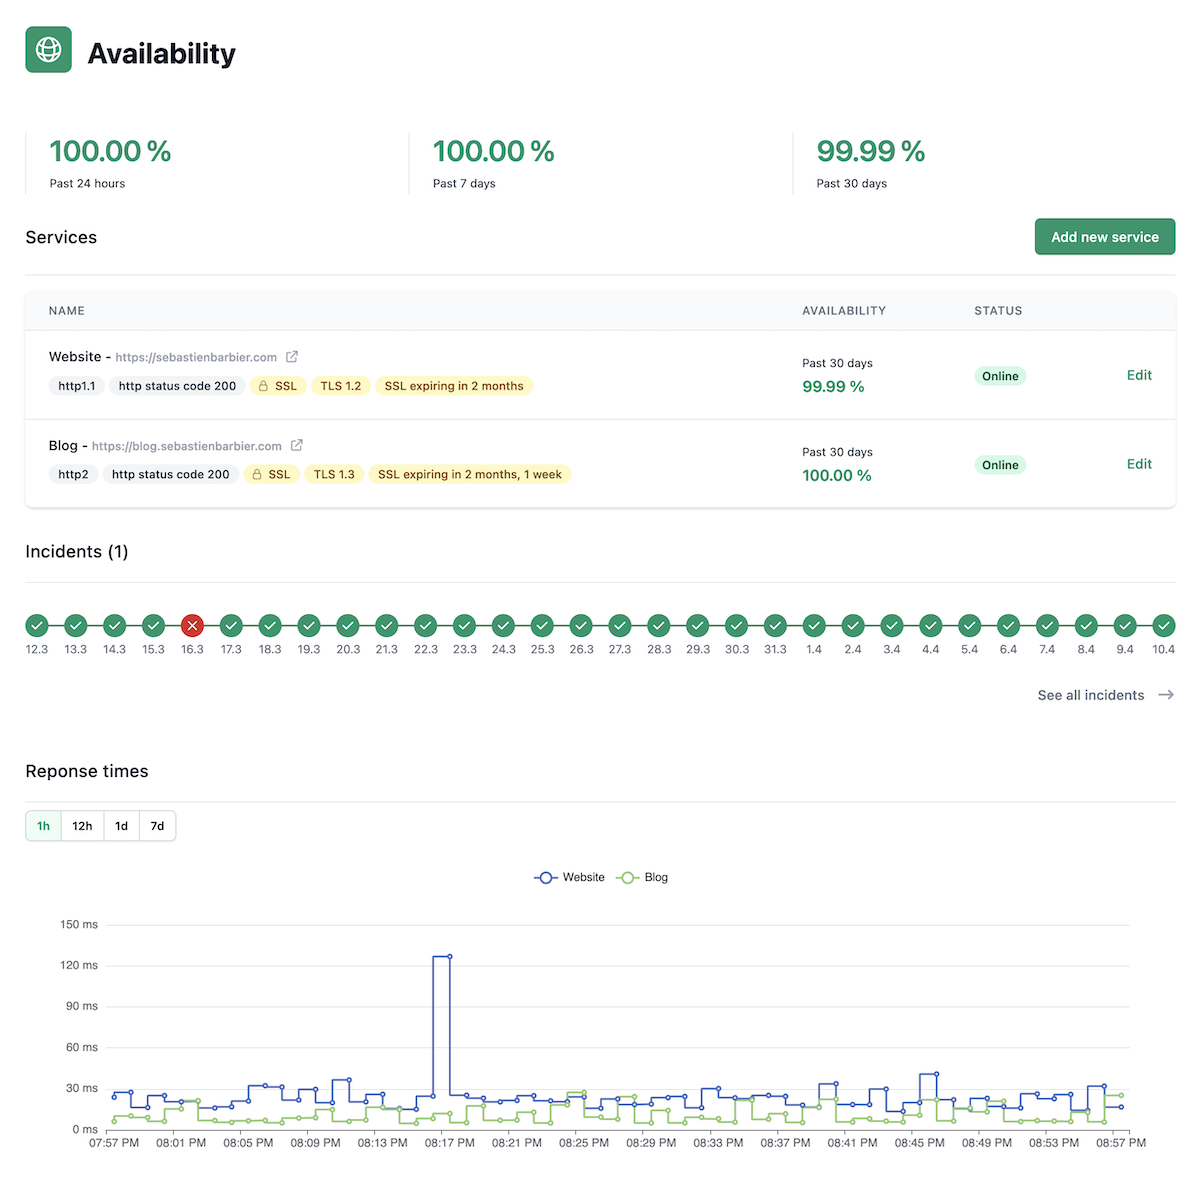 Availability
100.00 % 100.00 % 99.99 %
Past 24 hours Past 7 days Past 30 days
Services Add new service
NAME AVAILABILITY STATUS
Website - https://sebastienbarbier.com
http1.1 http status code 200 SSL TLS 1.2 SSL expiring in 2 months
Past 30 days
99.99 %
Online
Edit
Blog - https://blog.sebastienbarbier.com
http2 http status code 200 SSL TLS 1.3 SSL expiring in 2 months, 1 week
Past 30 days
100.00 %
Online
Edit
Incidents (1)
12.3 13.3 14.3 15.3 16.3 17.3 18.3 19.3 20.3 21.3 22.3 23.3 24.3 25.3 26.3 27.3 28.3 29.3 30.3 31.3 1.4 2.4 3.4 4.4 5.4 6.4 7.4 8.4 9.4 10.4
See all incidents
Reponse times
1h 12h 1d 7d
Website Blog
150 ms
120 ms
90 ms
60 ms
30 ms
0 ms
07:57 PM 08:01 PM 08:05 PM 08:09 PM 08:13 PM 08:17 PM 08:21 PM 08:25 PM 08:29 PM 08:33 PM 08:37 PM 08:41 PM 08:45 PM 08:49 PM 08:53 PM 08:57 PM